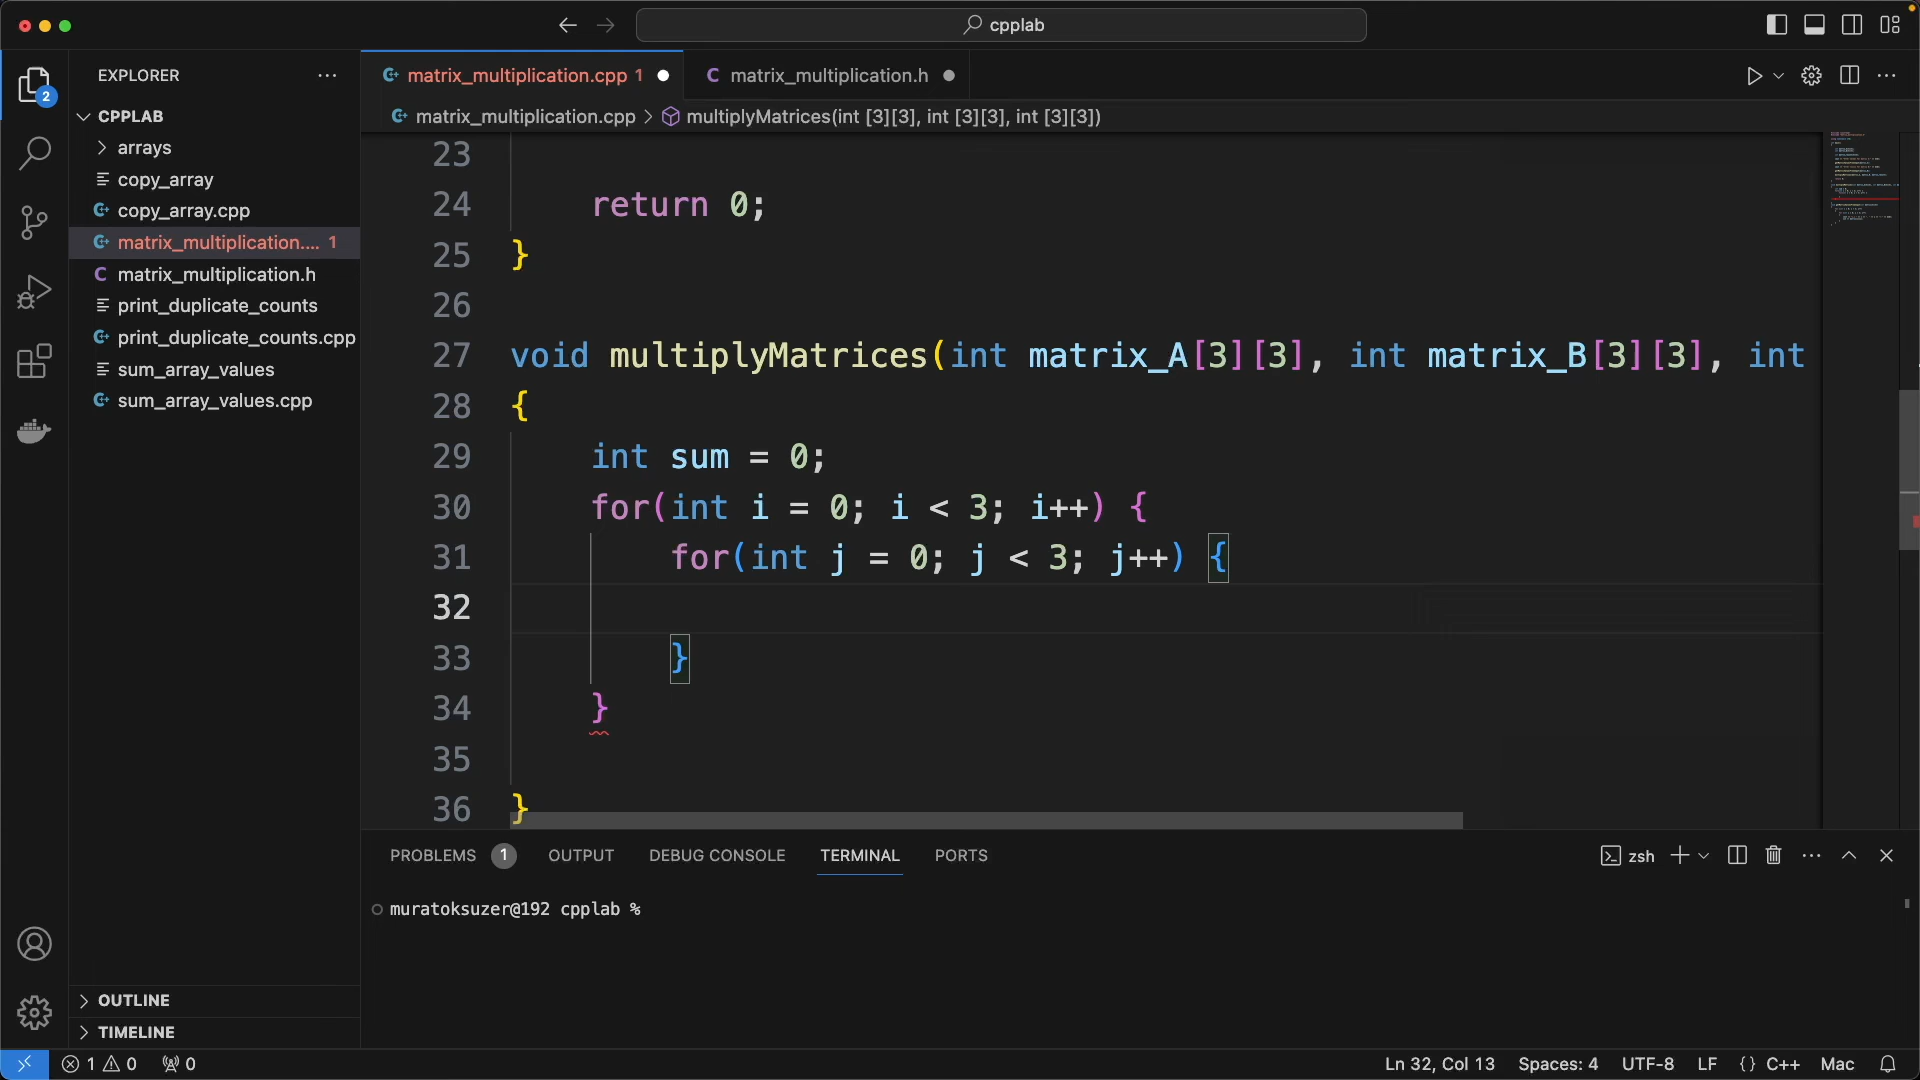 cpplab
EXPLORER
matrix_multiplication.cpp 1
matrix_multiplication.h
2
CPPLAB
matrix_multiplication.cpp > multiplyMatrices(int [3][3], int [3][3], int [3][3])
arrays
copy_array
copy_array.cpp
matrix_multiplication.... 1
matrix_multiplication.h
print_duplicate_counts
print_duplicate_counts.cpp
sum_array_values
sum_array_values.cpp
23
24 return 0;
25 }
26
27 void multiplyMatrices(int matrix_A[3][3], int matrix_B[3][3], int
28 {
29 int sum = 0;
30 for(int i = 0; i < 3; i++) {
31 for(int j = 0; j < 3; j++) {
32
33 }
34 }
35
36 }
PROBLEMS 1 OUTPUT DEBUG CONSOLE TERMINAL PORTS
zsh
muratoksuzer@192 cpplab %
OUTLINE
TIMELINE
1 0 0
Ln 32, Col 13 Spaces: 4 UTF-8 LF {} C++ Mac